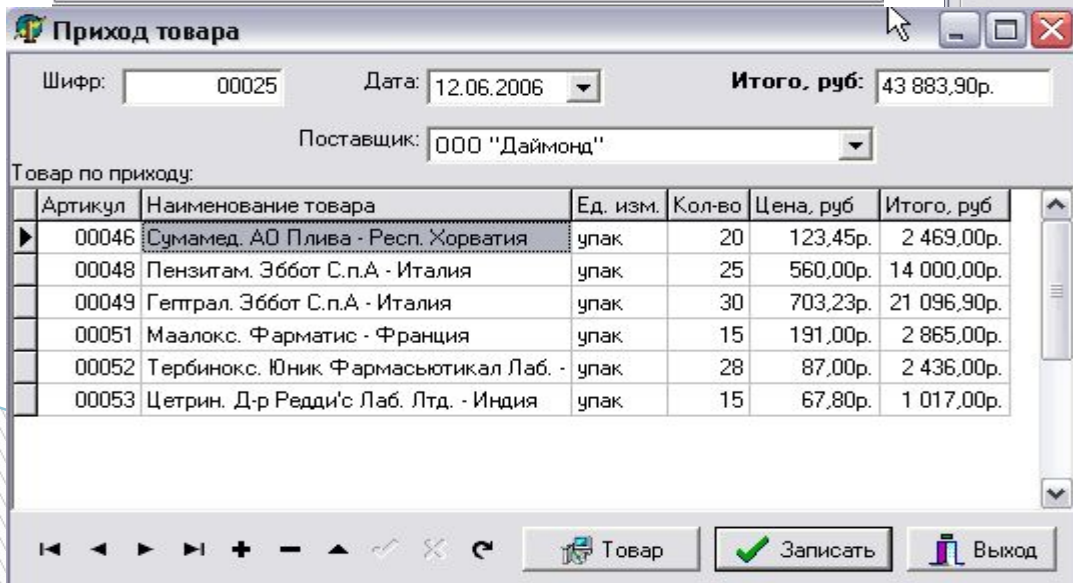 Приход товара
Шифр: 00025 Дата: 12.06.2006 Итого, руб: 43 883,90р.
Поставщик: ООО "Даймонд"
Товар по приходу:
Артикул Наименование товара Ед. изм. Кол-во Цена, руб Итого, руб
00046 Сумамед. АО Плива - Респ. Хорватия упак 20 123,45р. 2 469,00р.
00048 Пензитам. Эббот С.п.А - Италия упак 25 560,00р. 14 000,00р.
00049 Гептрал. Эббот С.п.А - Италия упак 30 703,23р. 21 096,90р.
00051 Маалокс. Фарматис - Франция упак 15 191,00р. 2 865,00р.
00052 Тербинокс. Юник Фармасьютикал Лаб. - упак 28 87,00р. 2 436,00р.
00053 Цетрин. Д-р Редди'с Лаб. Лтд. - Индия упак 15 67,80р. 1 017,00р.
Товар Записать Выход